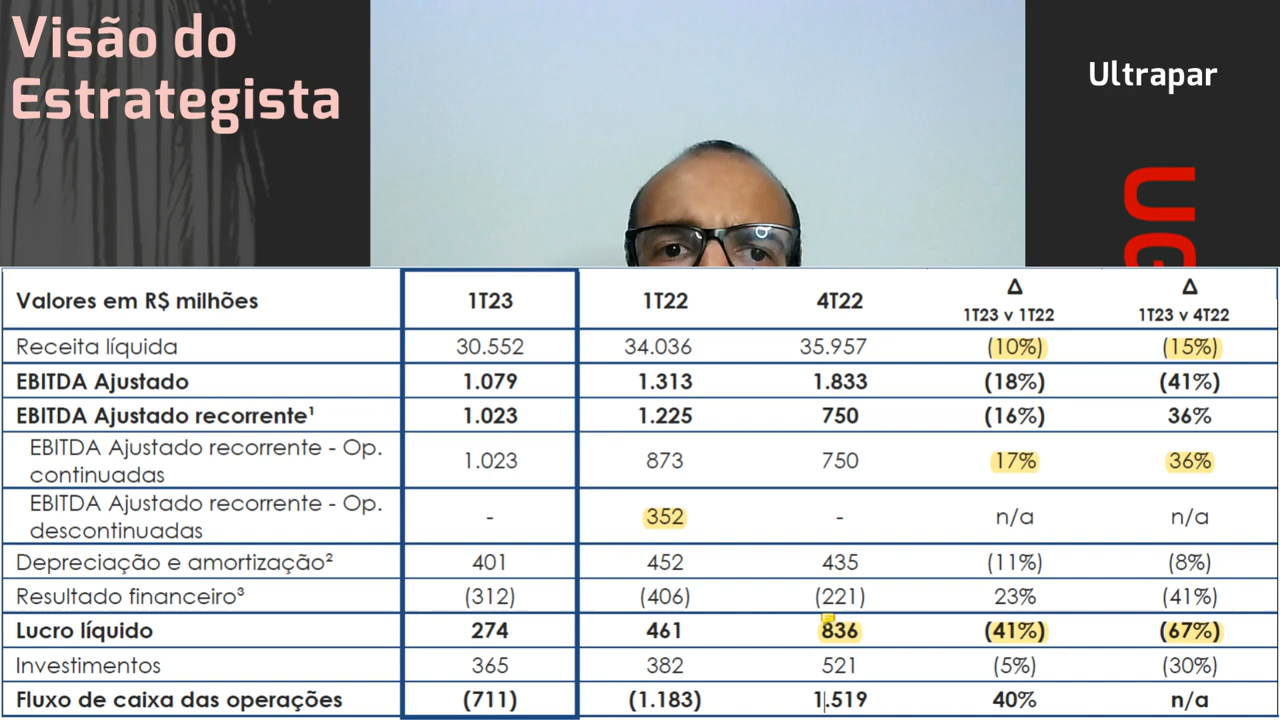 Visão do
Estrategista
Ultrapar
UG
Valores em R$ milhões 1T23 1T22 4T22 Δ 1T23 v 1T22 Δ 1T23 v 4T22
Receita líquida 30.552 34.036 35.957 (10%) (15%)
EBITDA Ajustado 1.079 1.313 1.833 (18%) (41%)
EBITDA Ajustado recorrente¹ 1.023 1.225 750 (16%) 36%
EBITDA Ajustado recorrente - Op.
continuadas 1.023 873 750 17% 36%
EBITDA Ajustado recorrente - Op.
descontinuadas - 352 - n/a n/a
Depreciação e amortização² 401 452 435 (11%) (8%)
Resultado financeiro³ (312) (406) (221) 23% (41%)
Lucro líquido 274 461 836 (41%) (67%)
Investimentos 365 382 521 (5%) (30%)
Fluxo de caixa das operações (711) (1.183) 1.519 40% n/a